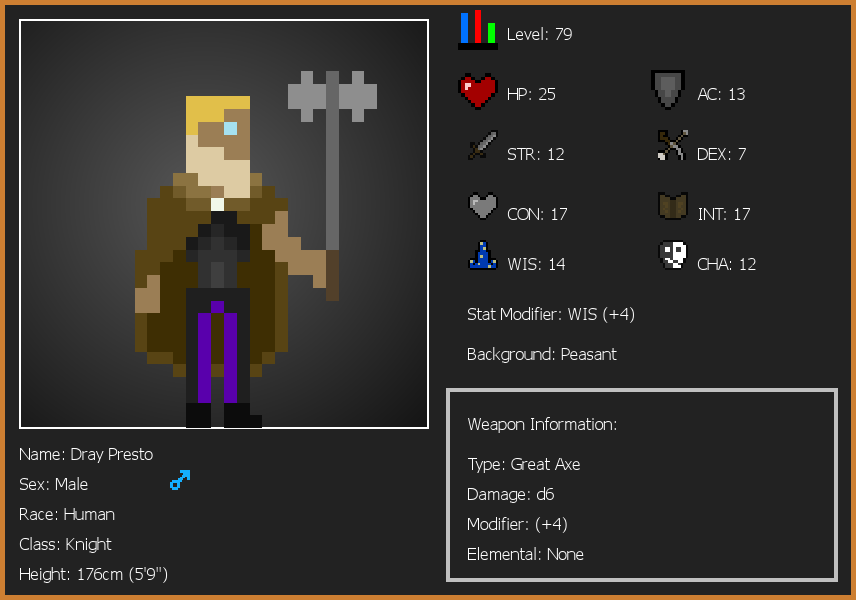 Level: 79
HP: 25
AC: 13
STR: 12
DEX: 7
CON: 17
INT: 17
WIS: 14
CHA: 12
Stat Modifier: WIS (+4)
Background: Peasant
Weapon Information:
Type: Great Axe
Damage: d6
Modifier: (+4)
Elemental: None
Name: Dray Presto
Sex: Male
Race: Human
Class: Knight
Height: 176cm (5'9")